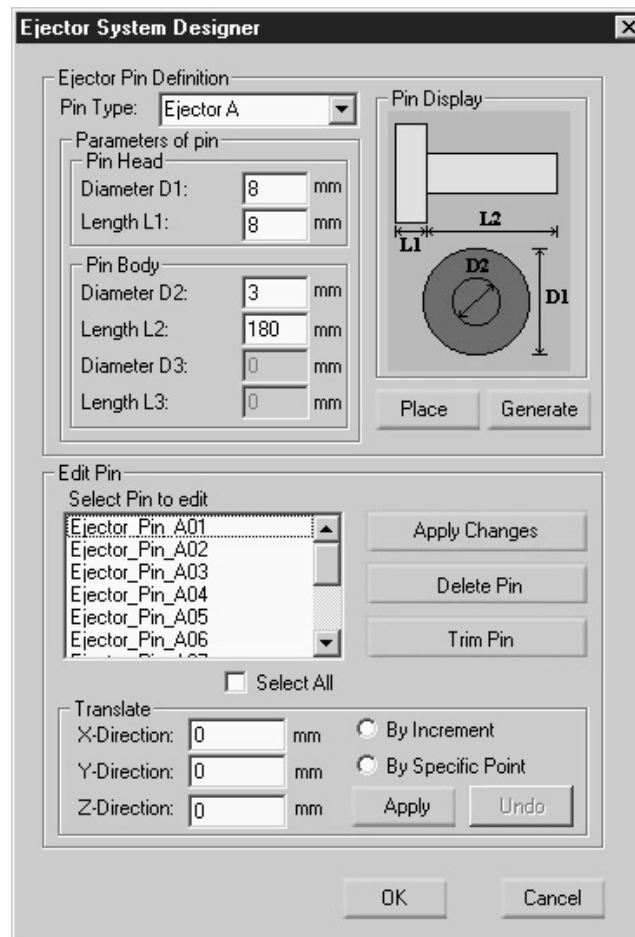 Ejector System Designer
Ejector Pin Definition
Pin Type: Ejector A
Parameters of pin
Pin Head
Diameter D1: 8 mm
Length L1: 8 mm
Pin Body
Diameter D2: 3 mm
Length L2: 180 mm
Diameter D3: 0 mm
Length L3: 0 mm
Pin Display
L2
L1
D2
D1
Place Generate
Edit Pin
Select Pin to edit
Ejector_Pin_A01
Ejector_Pin_A02
Ejector_Pin_A03
Ejector_Pin_A04
Ejector_Pin_A05
Ejector_Pin_A06
Apply Changes
Delete Pin
Trim Pin
Select All
Translate
X-Direction: 0 mm
Y-Direction: 0 mm
Z-Direction: 0 mm
By Increment
By Specific Point
Apply Undo
OK Cancel